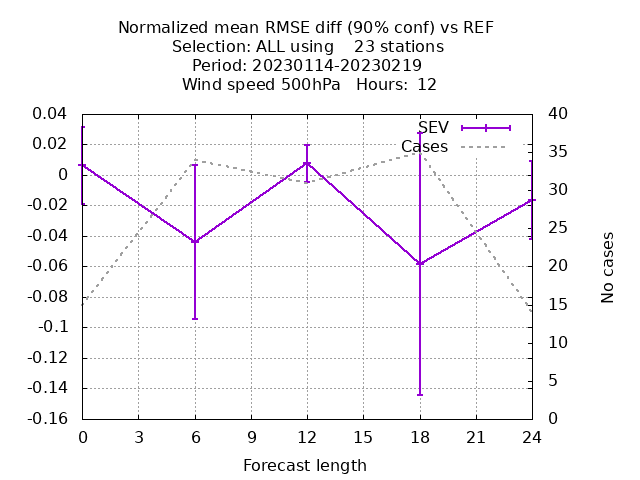 Normalized mean RMSE diff (90% conf) vs REF
Selection: ALL using    23 stations
Period: 20230114-20230219
Wind speed 500hPa   Hours:  12
SEV
Cases
0.04
0.02
0
-0.02
-0.04
-0.06
-0.08
-0.1
-0.12
-0.14
-0.16
40
35
30
25
20
15
10
5
0
No cases
0 3 6 9 12 15 18 21 24
Forecast length